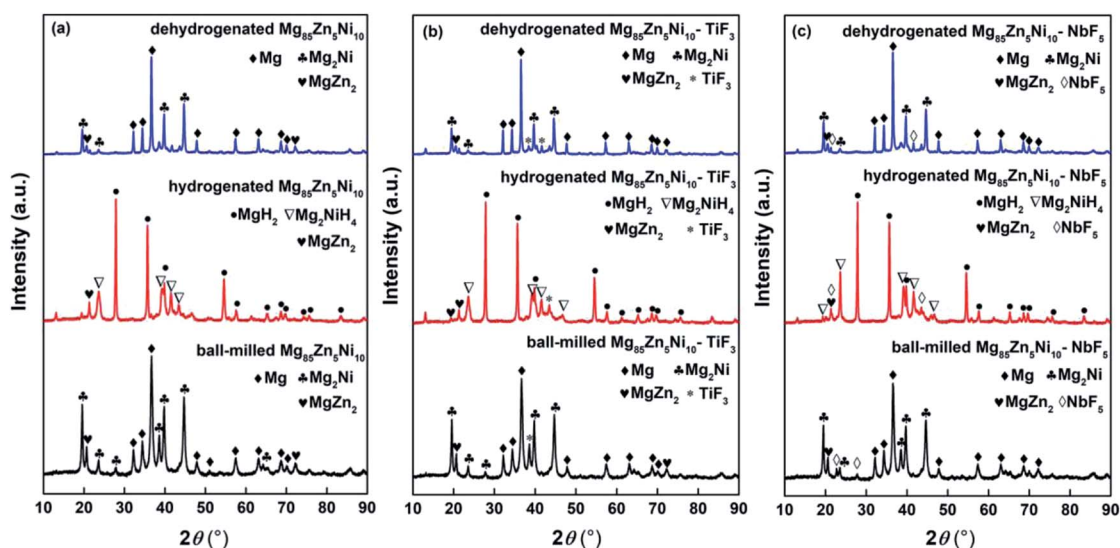 (a) dehydrogenated Mg₈₅Zn₅Ni₁₀
♦Mg ♣Mg₂Ni
♥MgZn₂
hydrogenated Mg₈₅Zn₅Ni₁₀
●MgH₂ ▽Mg₂NiH₄
♥MgZn₂
ball-milled Mg₈₅Zn₅Ni₁₀
♦Mg ♣Mg₂Ni
♥MgZn₂
Intensity (a.u.)
10 20 30 40 50 60 70 80 90
2θ (°)
(b) dehydrogenated Mg₈₅Zn₅Ni₁₀- TiF₃
♦Mg ♣Mg₂Ni
♥MgZn₂ * TiF₃
hydrogenated Mg₈₅Zn₅Ni₁₀- TiF₃
●MgH₂ ▽Mg₂NiH₄
♥MgZn₂ * TiF₃
ball-milled Mg₈₅Zn₅Ni₁₀- TiF₃
♦Mg ♣Mg₂Ni
♥MgZn₂ * TiF₃
Intensity (a.u.)
10 20 30 40 50 60 70 80 90
2θ (°)
(c) dehydrogenated Mg₈₅Zn₅Ni₁₀- NbF₅
♦Mg ♣Mg₂Ni
♥MgZn₂ ◊NbF₅
hydrogenated Mg₈₅Zn₅Ni₁₀- NbF₅
●MgH₂ ▽Mg₂NiH₄
♥MgZn₂ ◊NbF₅
ball-milled Mg₈₅Zn₅Ni₁₀- NbF₅
♦Mg ♣Mg₂Ni
♥MgZn₂ ◊NbF₅
Intensity (a.u.)
10 20 30 40 50 60 70 80 90
2θ (°)